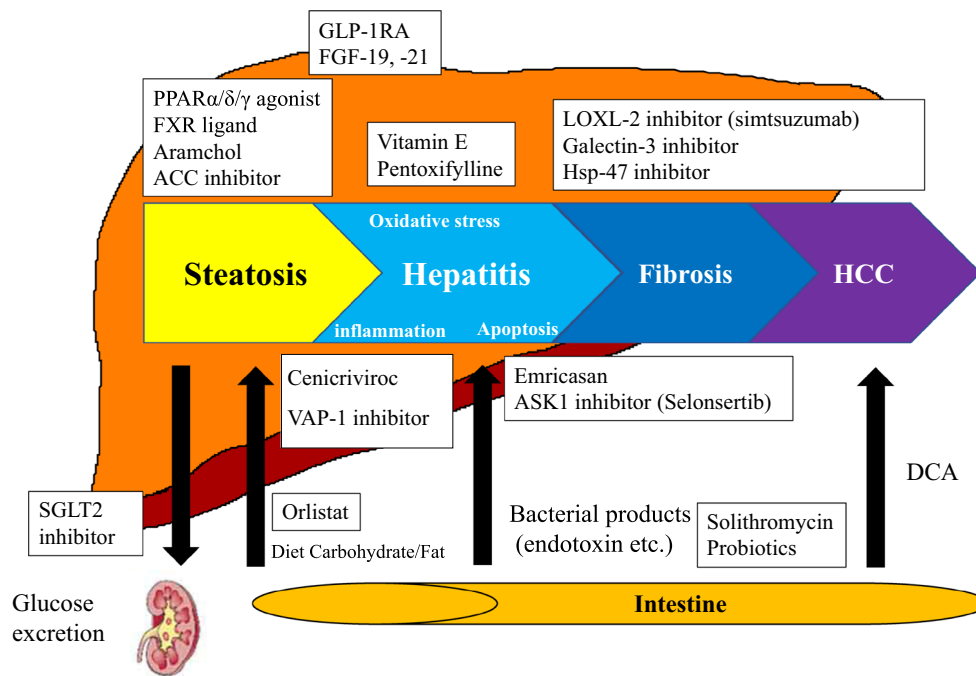 GLP-1RA
FGF-19, -21
PPARα/δ/γ agonist
FXR ligand
Aramchol
ACC inhibitor
Vitamin E
Pentoxifylline
LOXL-2 inhibitor (simtsuzumab)
Galectin-3 inhibitor
Hsp-47 inhibitor
Steatosis
Oxidative stress
Hepatitis
inflammation
Apoptosis
Fibrosis
HCC
Cenicriviroc
VAP-1 inhibitor
Emricasan
ASK1 inhibitor (Selonsertib)
SGLT2
inhibitor
Orlistat
Diet Carbohydrate/Fat
Bacterial products
(endotoxin etc.)
Solithromycin
Probiotics
DCA
Glucose
excretion
Intestine